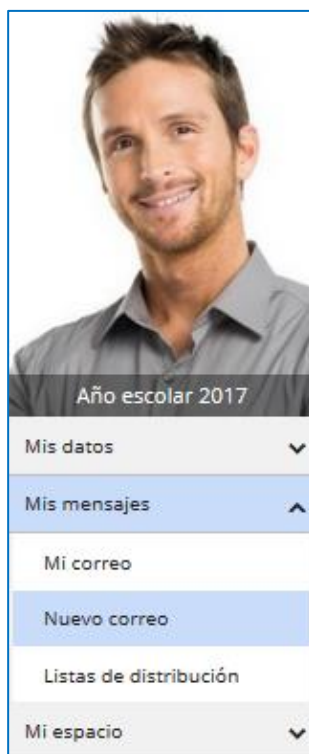 Año escolar 2017
Mis datos
Mis mensajes
Mi correo
Nuevo correo
Listas de distribución
Mi espacio